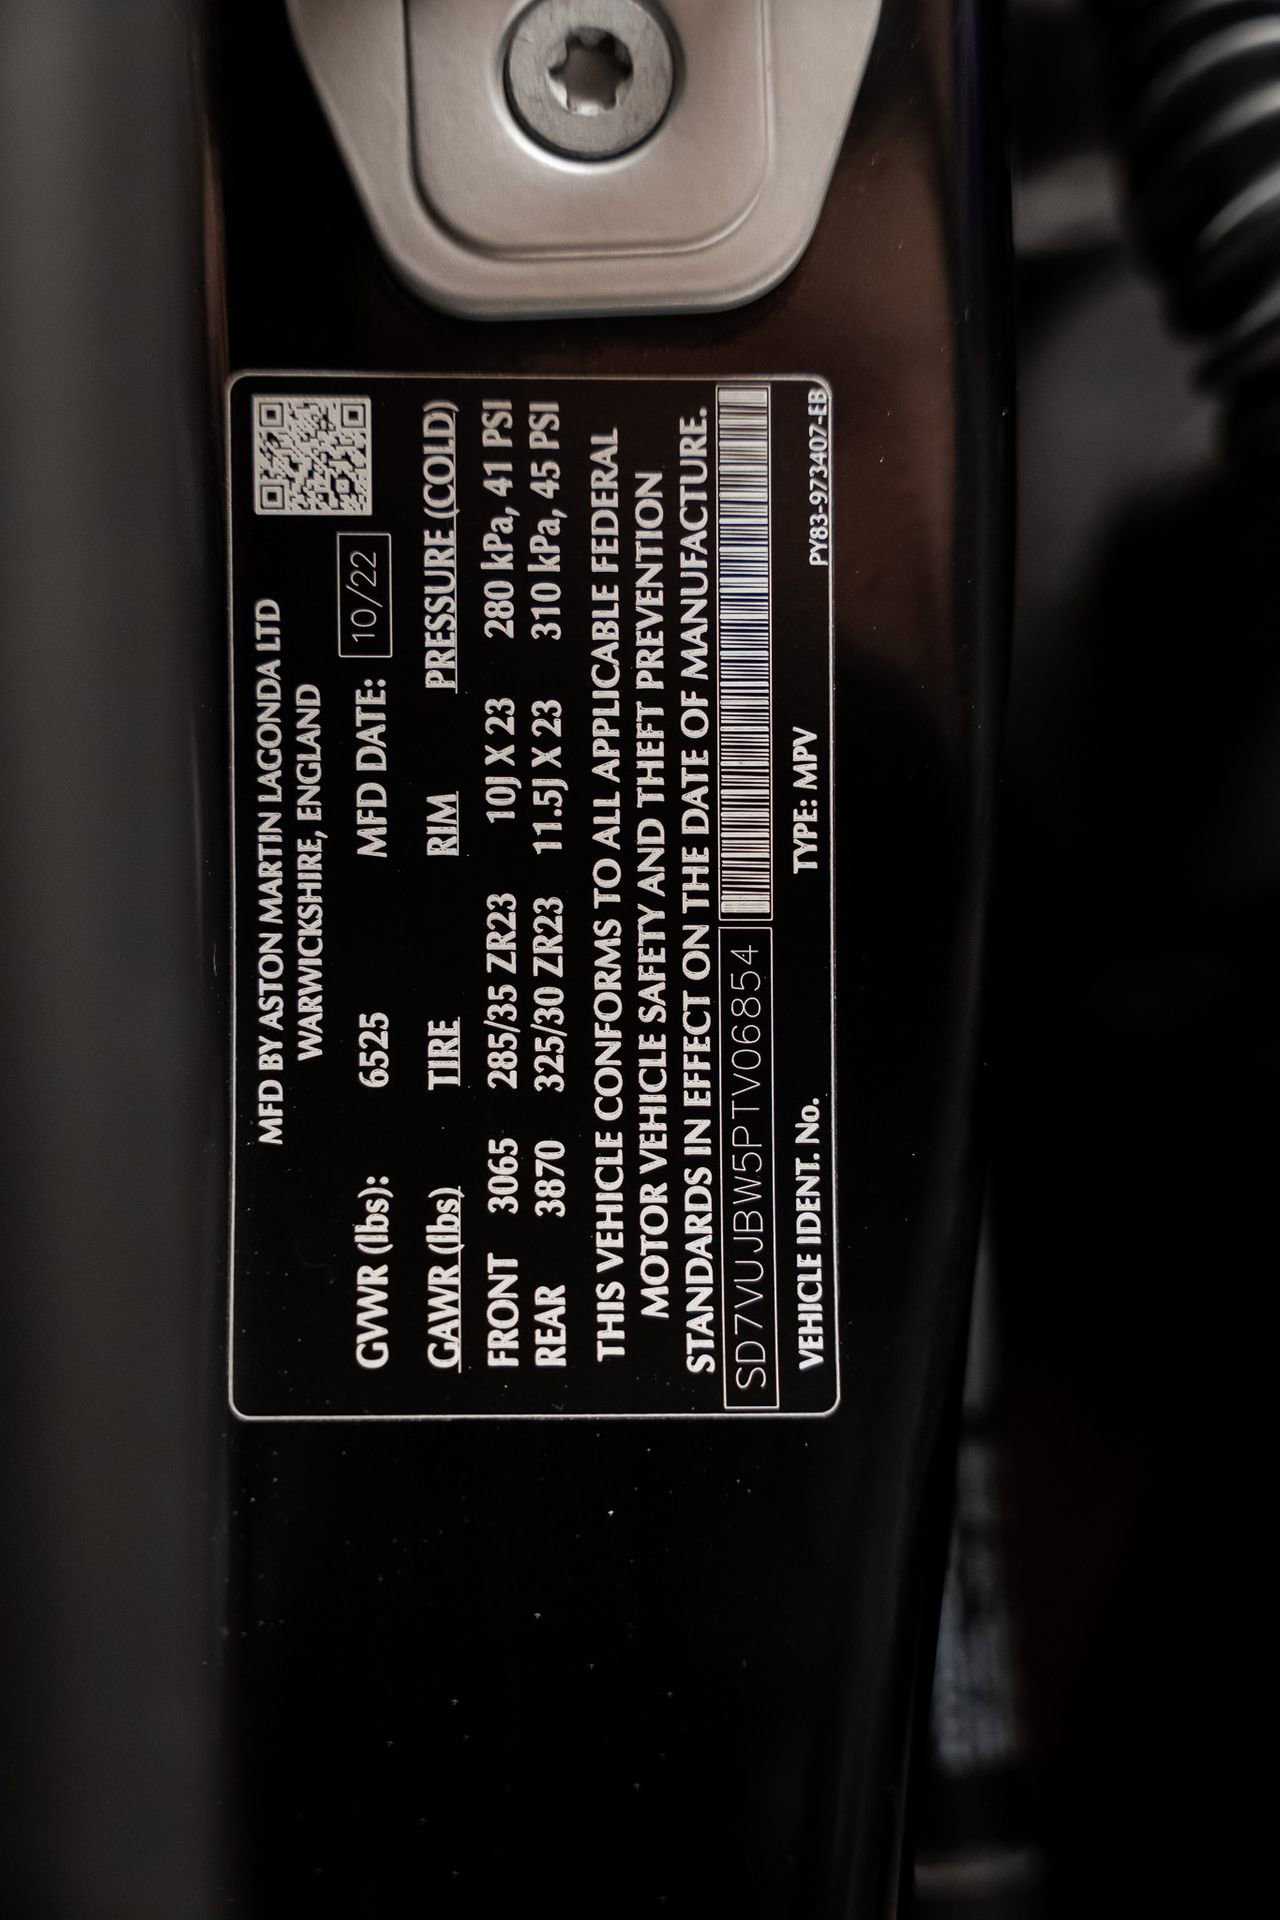 MFD BY ASTON MARTIN LAGONDA LTD
WARWICKSHIRE, ENGLAND
GVWR (lbs): 6525 MFD DATE: 10/22
GAWR (lbs) TIRE RIM PRESSURE (COLD)
FRONT 3065 285/35 ZR23 10J X 23 280 kPa, 41 PSI
REAR 3870 325/30 ZR23 11.5J X 23 310 kPa, 45 PSI
THIS VEHICLE CONFORMS TO ALL APPLICABLE FEDERAL
MOTOR VEHICLE SAFETY AND THEFT PREVENTION
STANDARDS IN EFFECT ON THE DATE OF MANUFACTURE.
SD7VUJBW5PTV06854
VEHICLE IDENT. No. TYPE: MPV
PY83-973407-EB